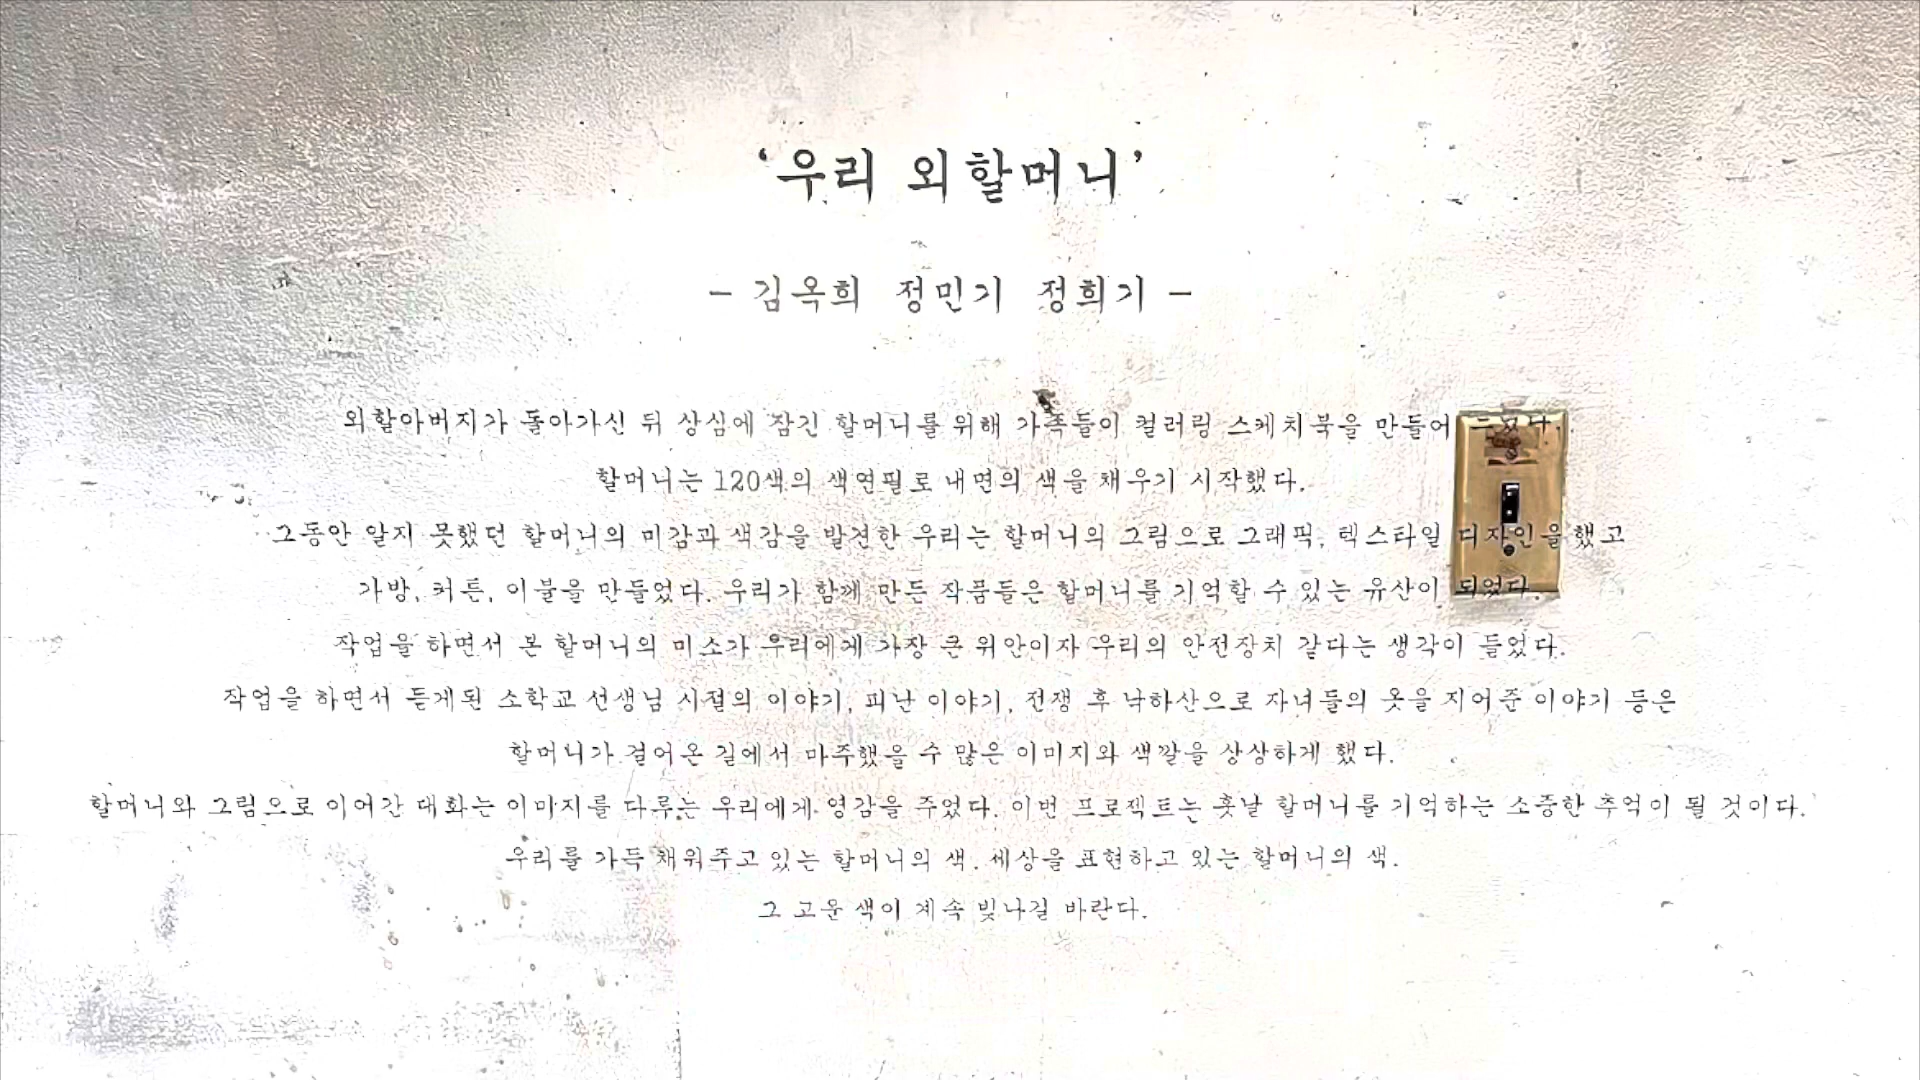 ‘우리 외할머니’
- 김옥희 정민기 정희기 -
외할아버지가 돌아가신 뒤 상심에 잠긴 할머니를 위해 가족들이 컬러링 스케치북을 만들어 드렸다.
할머니는 120색의 색연필로 내면의 색을 채우기 시작했다.
그동안 알지 못했던 할머니의 미감과 색감을 발견한 우리는 할머니의 그림으로 그래픽, 텍스타일 디자인을 했고
가방, 커튼, 이불을 만들었다. 우리가 함께 만든 작품들은 할머니를 기억할 수 있는 유산이 되었다.
작업을 하면서 본 할머니의 미소가 우리에게 가장 큰 위안이자 우리의 안전장치 같다는 생각이 들었다.
작업을 하면서 듣게된 소학교 선생님 시절의 이야기, 피난 이야기, 전쟁 후 낙하산으로 자녀들의 옷을 지어준 이야기 등은
할머니가 걸어온 길에서 마주했을 수 많은 이미지와 색깔을 상상하게 했다.
할머니와 그림으로 이어간 대화는 이미지를 다루는 우리에게 영감을 주었다. 이번 프로젝트는 훗날 할머니를 기억하는 소중한 추억이 될 것이다.
우리를 가득 채워주고 있는 할머니의 색. 세상을 표현하고 있는 할머니의 색.
그 고운 색이 계속 빛나길 바란다.